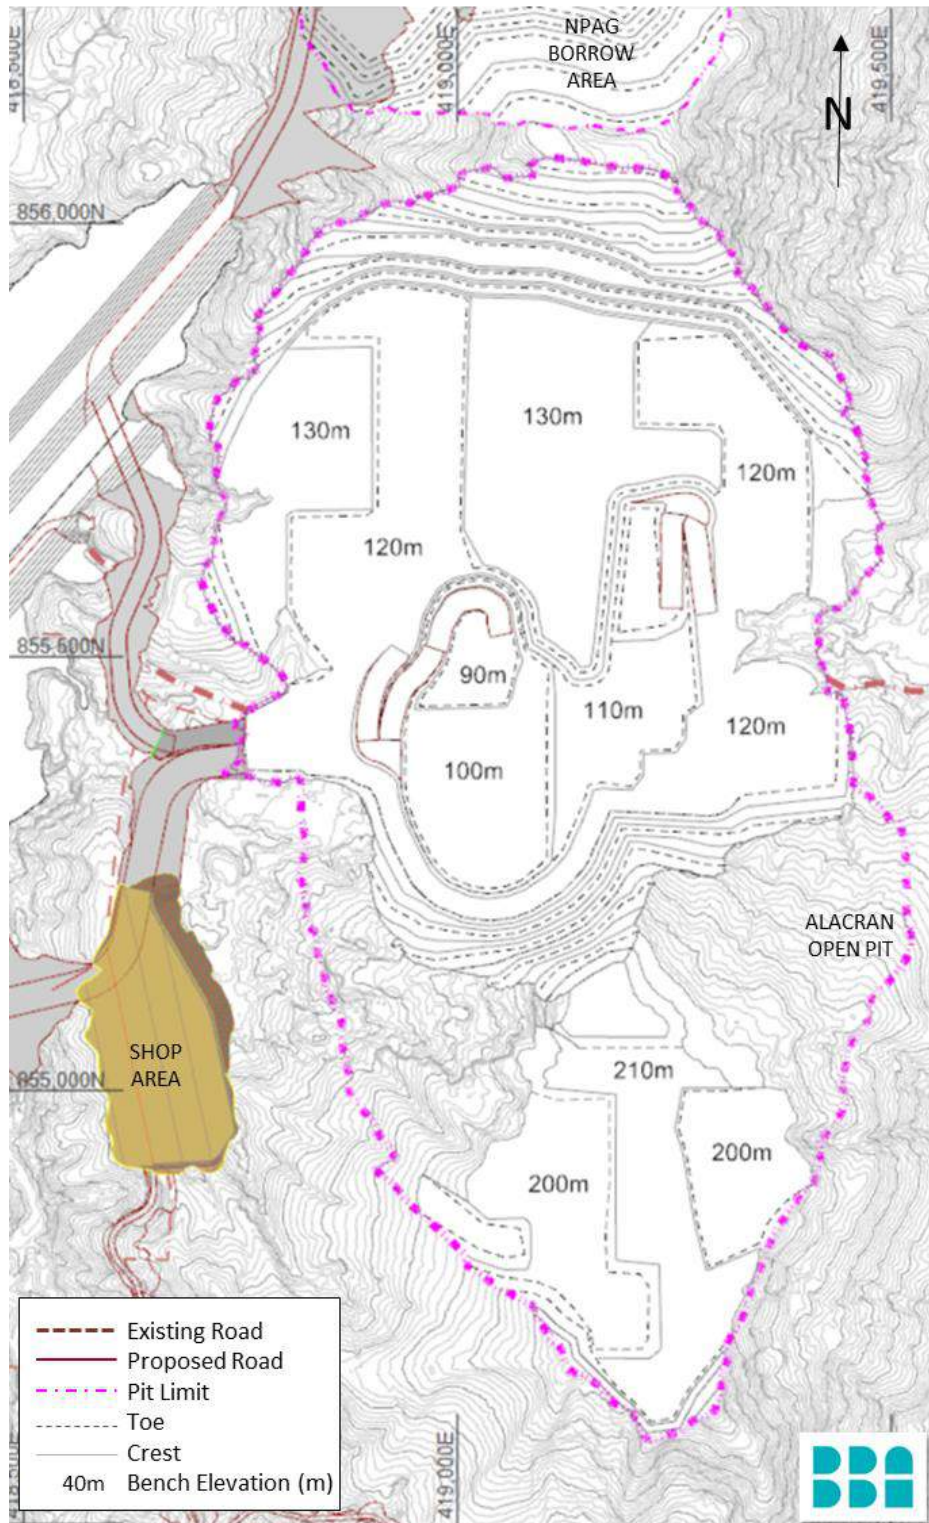 NPAG
BORROW
AREA
419,000E
419,500E
N
856,000N
130m
130m
120m
120m
855,500N
90m
110m
120m
100m
ALACRAN
OPEN PIT
SHOP
AREA
855,000N
210m
200m
200m
Existing Road
Proposed Road
Pit Limit
Toe
Crest
40m Bench Elevation (m)
419,000E
BBA